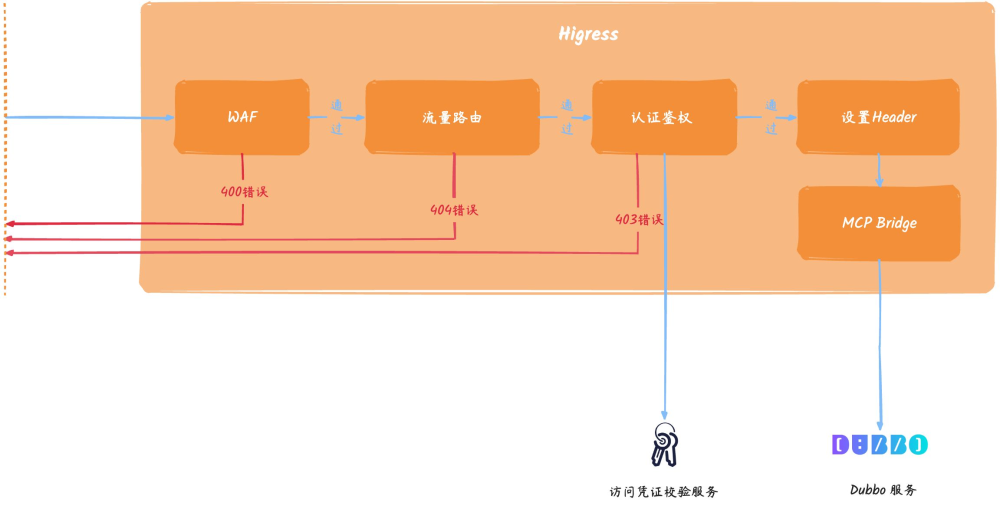 Higress
WAF
通
过
流量路由
通
过
认证鉴权
通
过
设置Header
400错误
404错误
403错误
MCP Bridge
DUBBO
访问凭证校验服务
Dubbo 服务